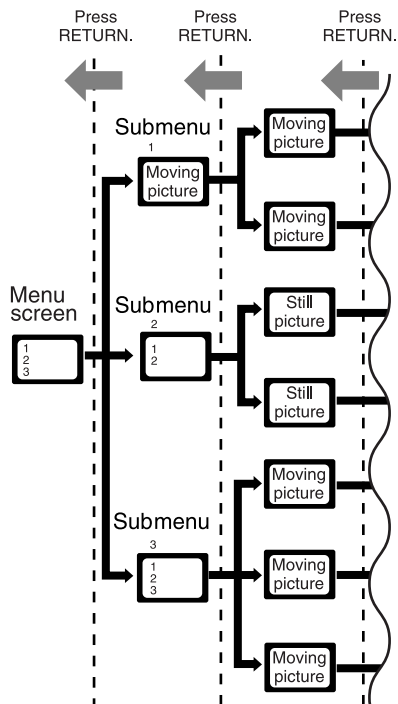 Press
RETURN.
Press
RETURN.
Press
RETURN.
Submenu
1
Moving
picture
Moving
picture
Moving
picture
Menu
screen
1
2
3
Submenu
2
1
2
Still
picture
Still
picture
Submenu
3
1
2
3
Moving
picture
Moving
picture
Moving
picture